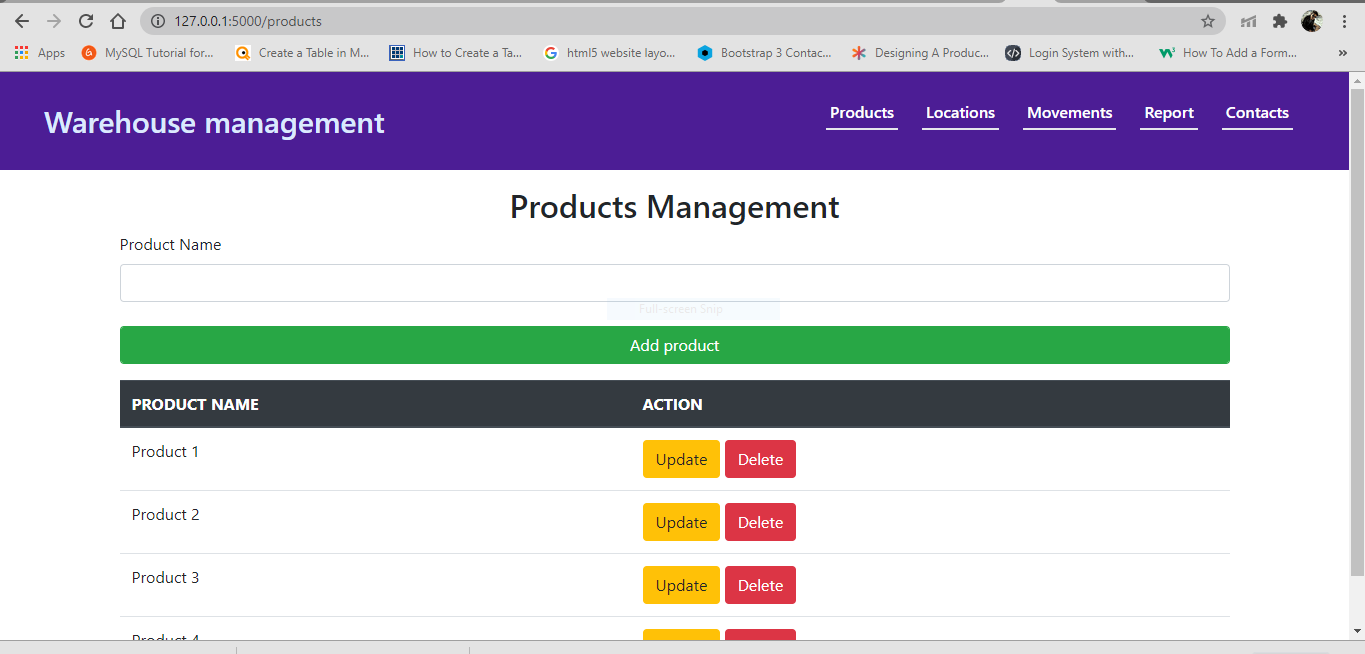 127.0.0.1:5000/products
Apps MySQL Tutorial for... Create a Table in M... How to Create a Ta... html5 website layo... Bootstrap 3 Contac... Designing A Produc... Login System with... How To Add a Form... »
Warehouse management
Products Locations Movements Report Contacts
Products Management
Product Name
Full-screen Snip
Add product
PRODUCT NAME ACTION
Product 1 Update Delete
Product 2 Update Delete
Product 3 Update Delete
Product 4